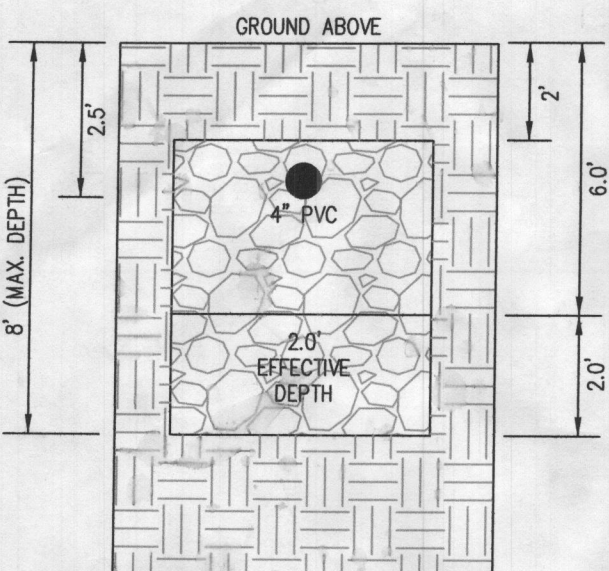 GROUND ABOVE
2.5'
2'
8' (MAX. DEPTH)
6.0'
4" PVC
2.0'
EFFECTIVE
DEPTH
2.0'